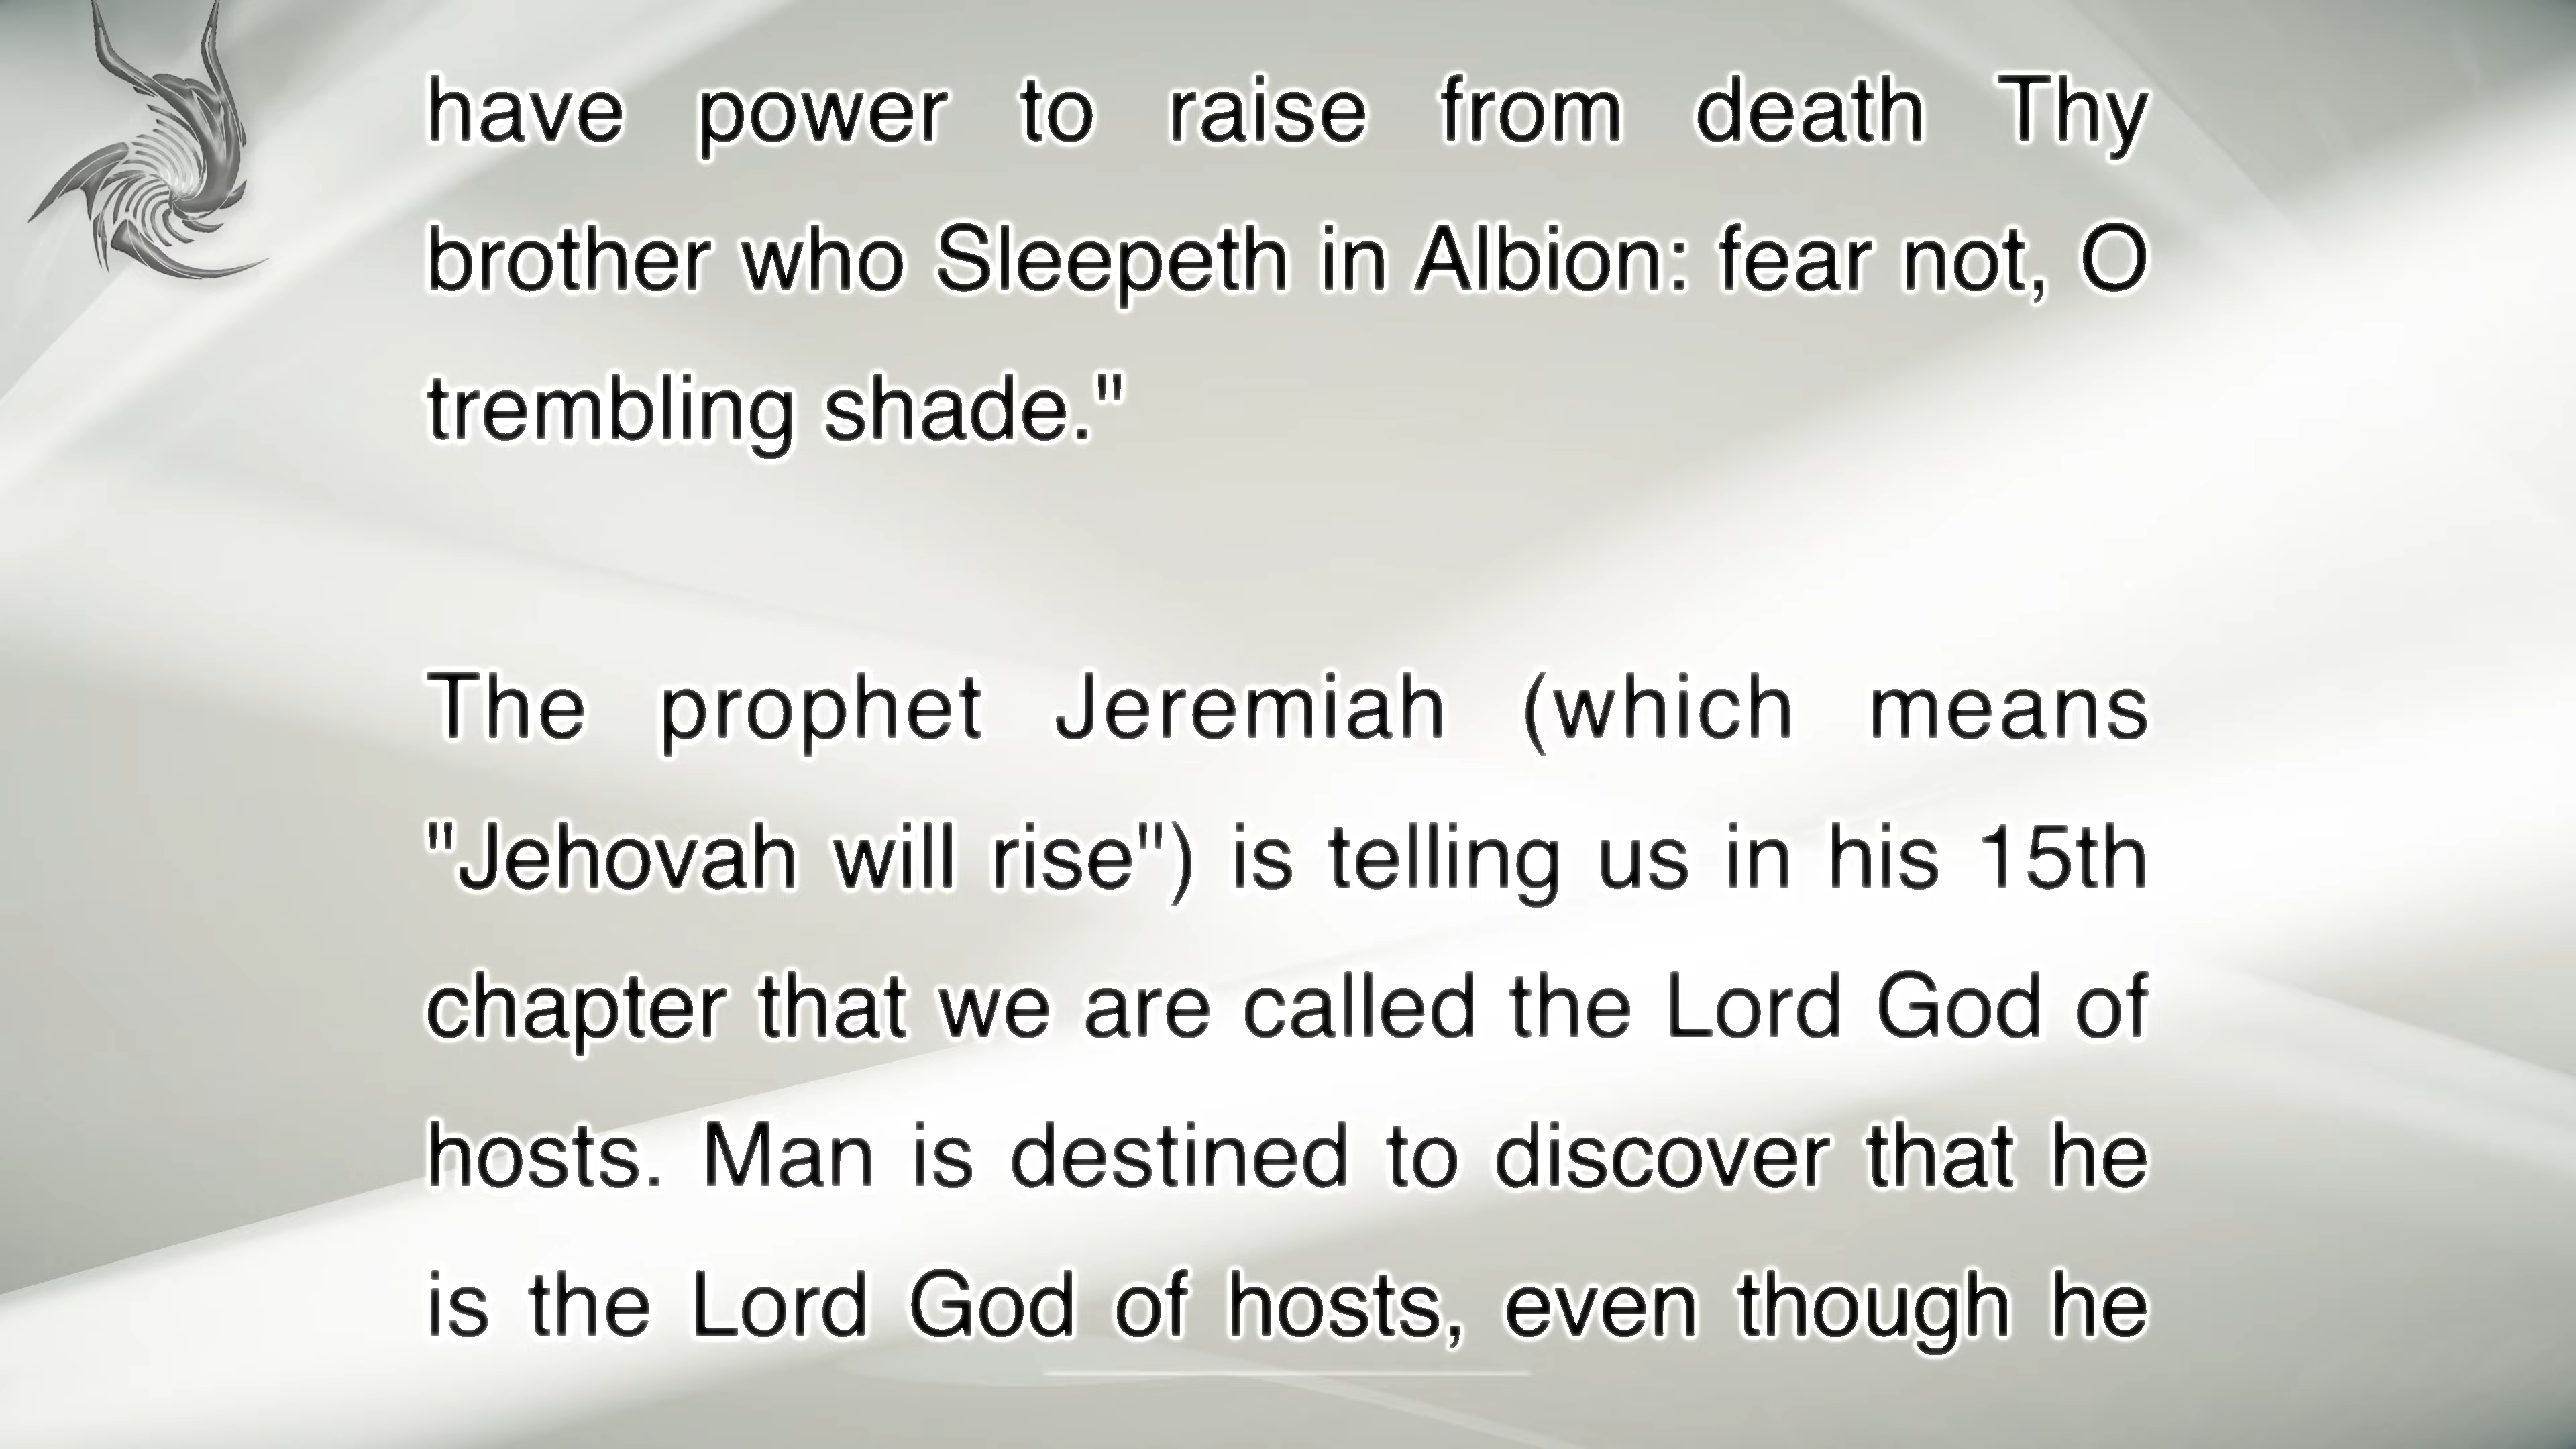 have power to raise from death Thy
brother who Sleepeth in Albion: fear not, O
trembling shade."
The prophet Jeremiah (which means
"Jehovah will rise") is telling us in his 15th
chapter that we are called the Lord God of
hosts. Man is destined to discover that he
is the Lord God of hosts, even though he